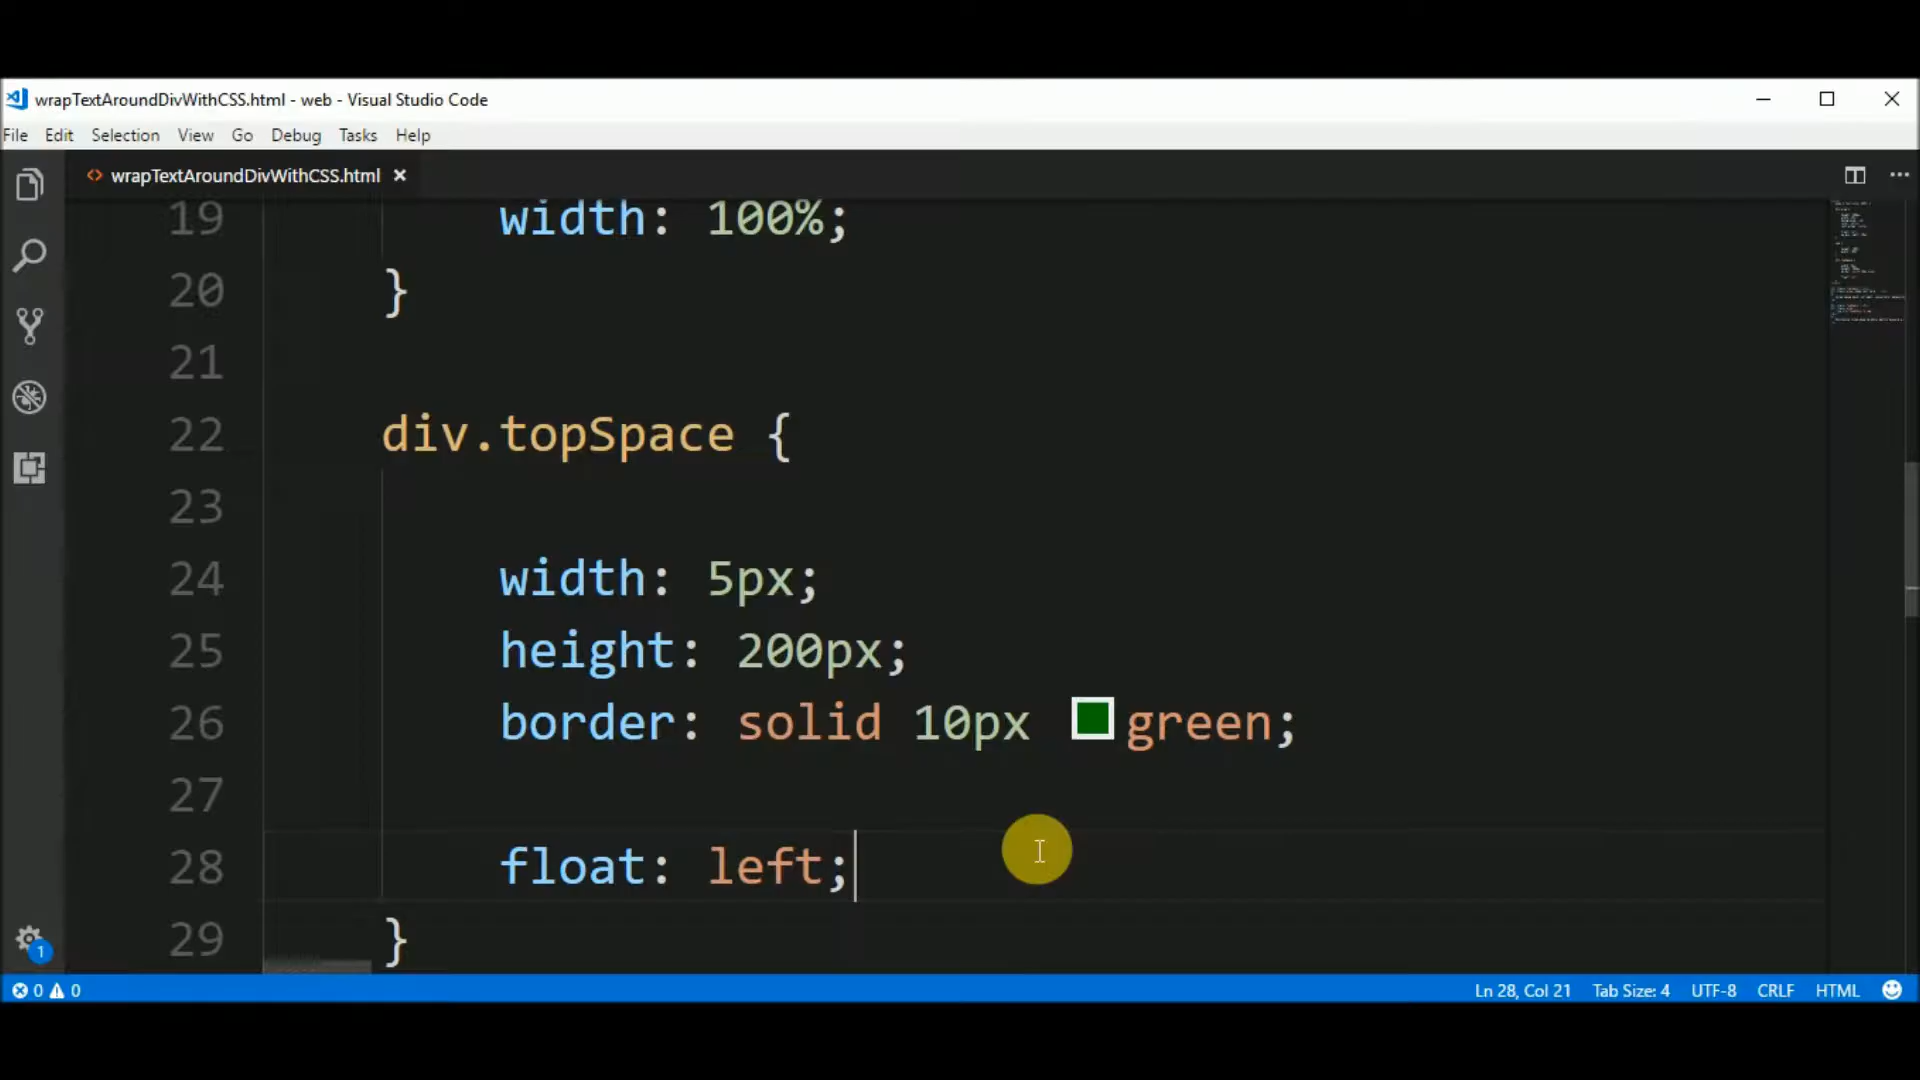 wrapTextAroundDivWithCSS.html - web - Visual Studio Code
File Edit Selection View Go Debug Tasks Help
wrapTextAroundDivWithCSS.html
19 width: 100%;
20 }
21
22 div.topSpace {
23
24 width: 5px;
25 height: 200px;
26 border: solid 10px green;
27
28 float: left;
29 }
1
0 0 Ln 28, Col 21 Tab Size: 4 UTF-8 CRLF HTML